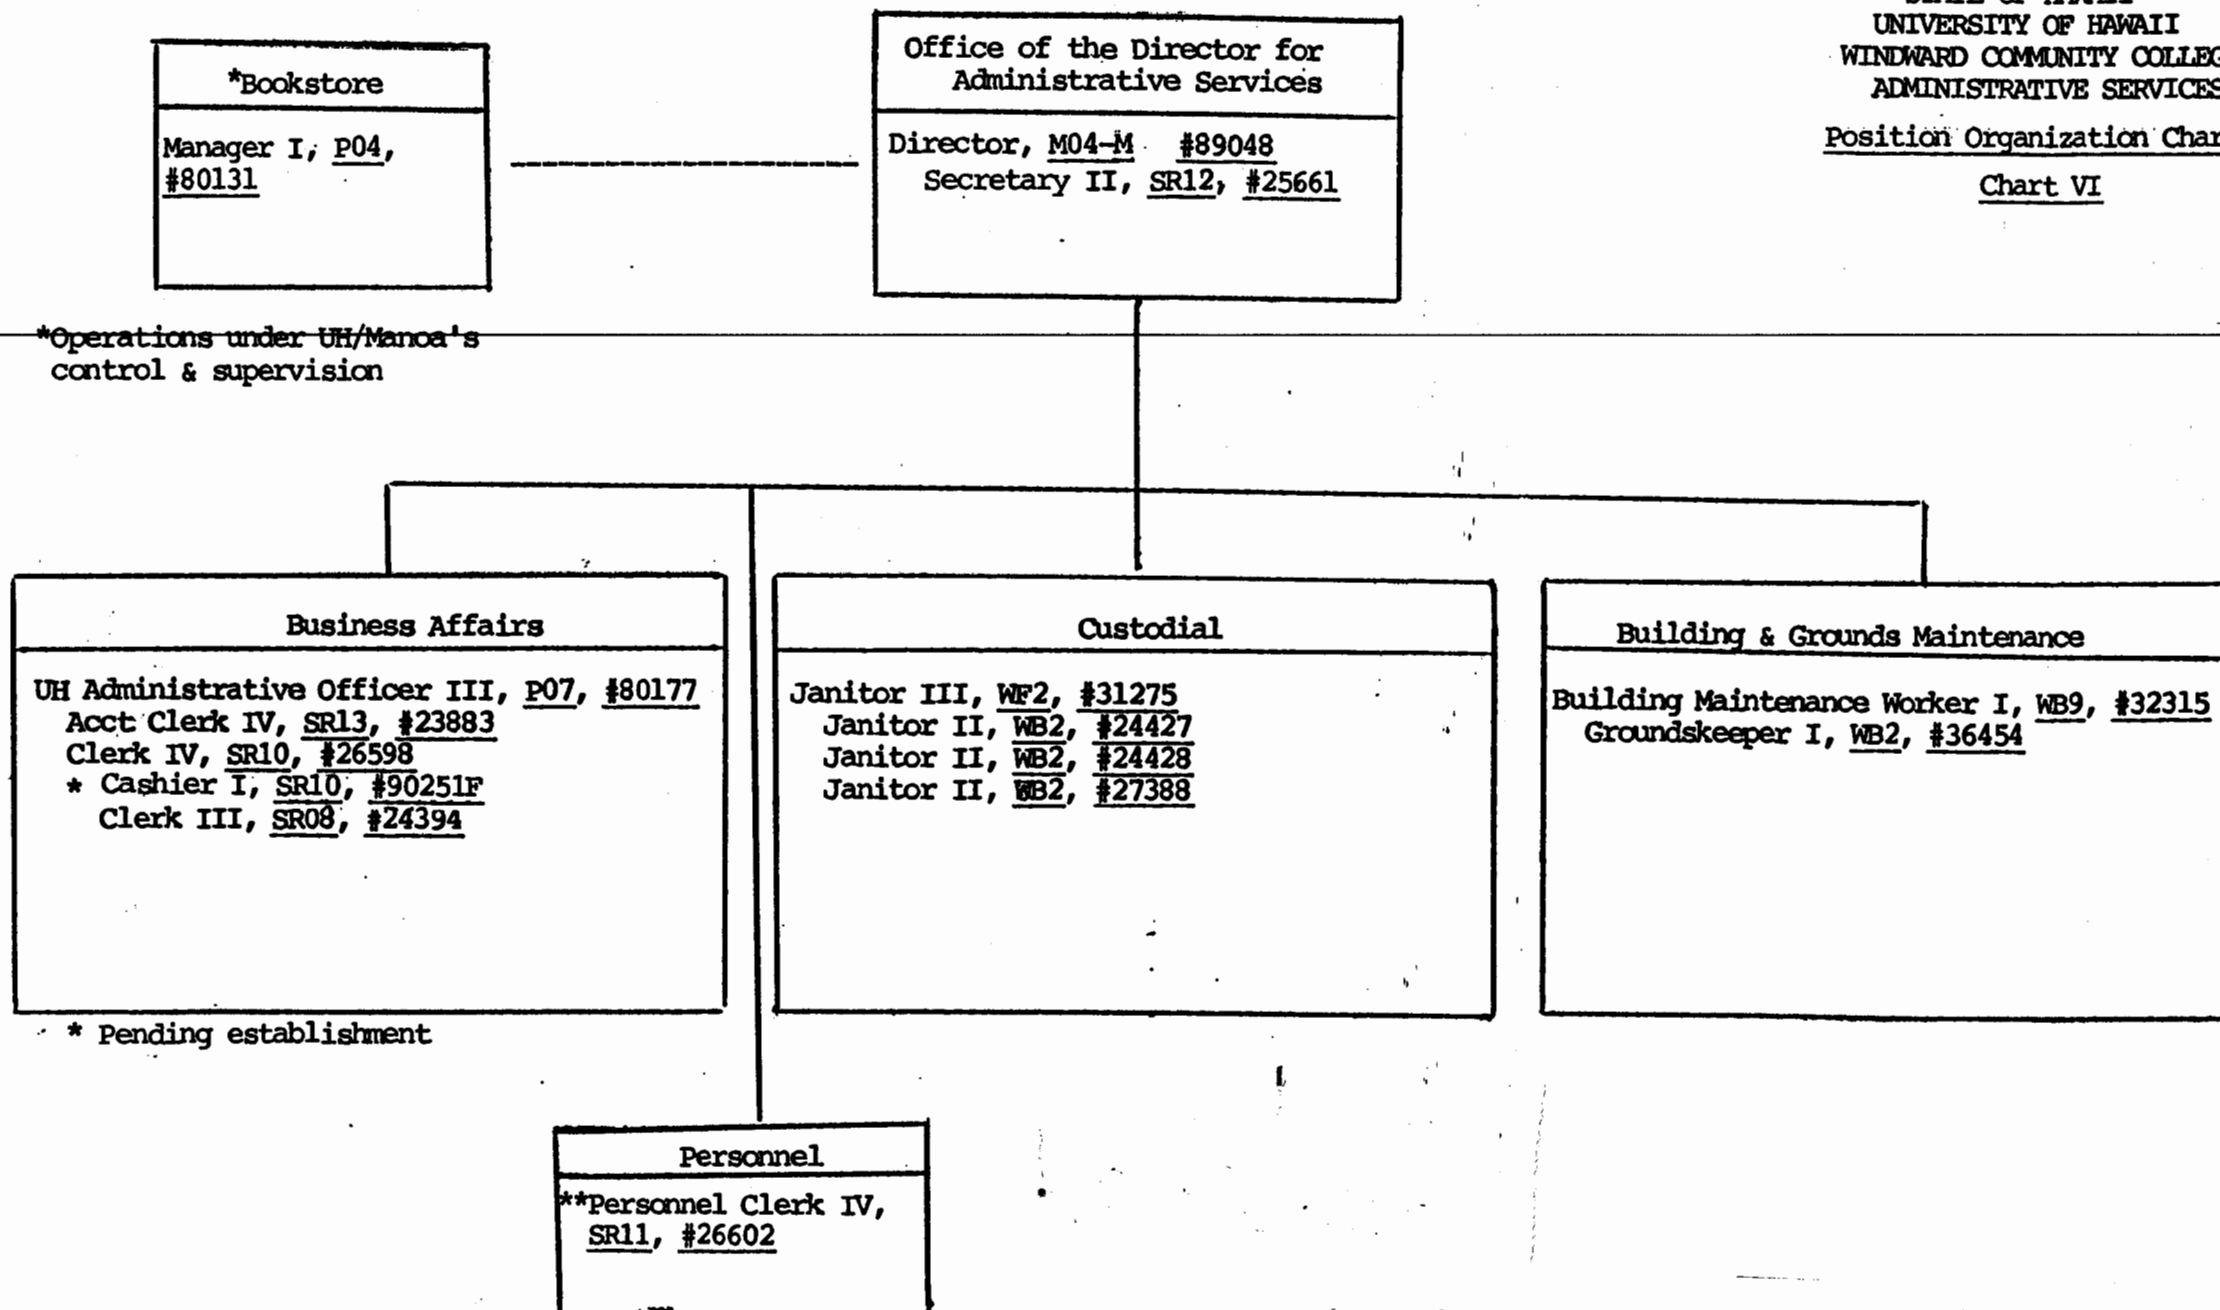 UNIVERSITY OF HAWAII
WINDWARD COMMUNITY COLLEG
ADMINISTRATIVE SERVICES
Position Organization Char
Chart VI
*Bookstore
Manager I, P04,
#80131
*Operations under UH/Manoa's
control & supervision
Office of the Director for
Administrative Services
Director, M04-M #89048
Secretary II, SR12, #25661
Business Affairs
UH Administrative Officer III, P07, #80177
Acct Clerk IV, SR13, #23883
Clerk IV, SR10, #26598
* Cashier I, SR10, #90251F
Clerk III, SR08, #24394
* Pending establishment
Custodial
Janitor III, WF2, #31275
Janitor II, WB2, #24427
Janitor II, WB2, #24428
Janitor II, WB2, #27388
Building & Grounds Maintenance
Building Maintenance Worker I, WB9, #32315
Groundskeeper I, WB2, #36454
Personnel
**Personnel Clerk IV,
SR11, #26602